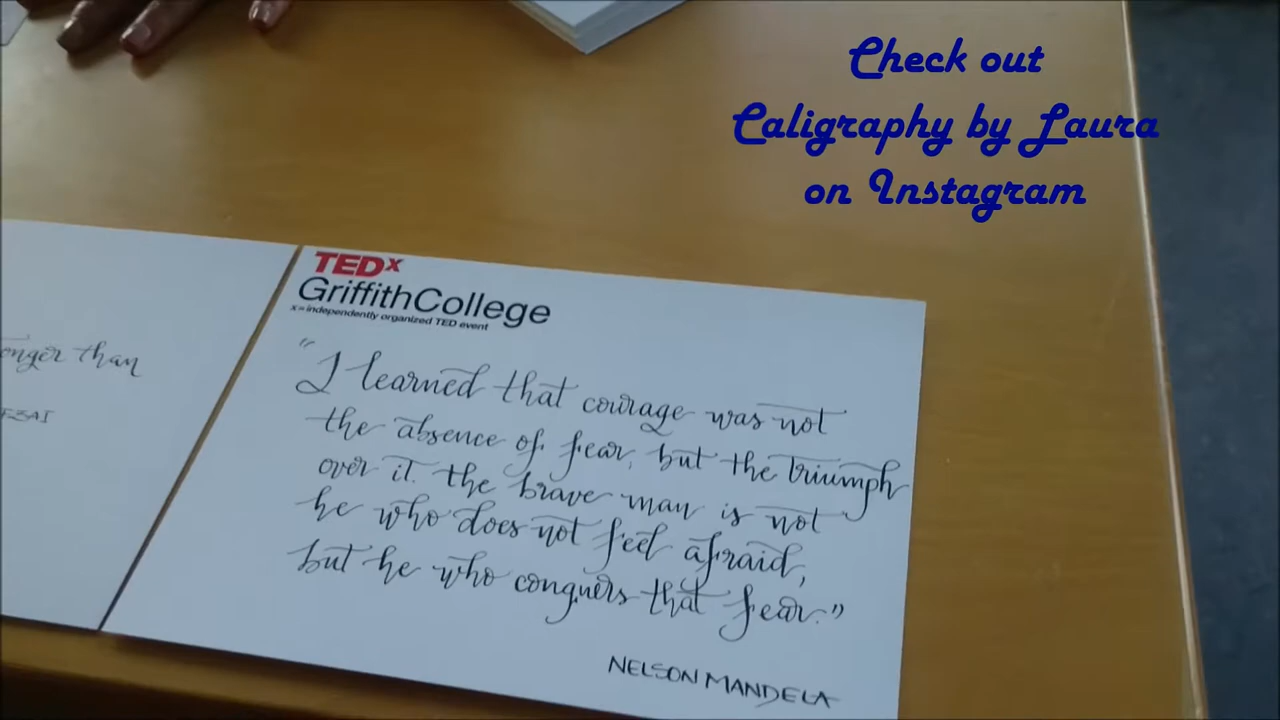 Check out
Caligraphy by Laura
on Instagram
TEDx
GriffithCollege
x = independently organized TED event
than
"I learned that courage was not
the absence of fear, but the triumph
over it. the brave man is not
he who does not feel afraid,
but he who conquers that fear."
NELSON MANDELA